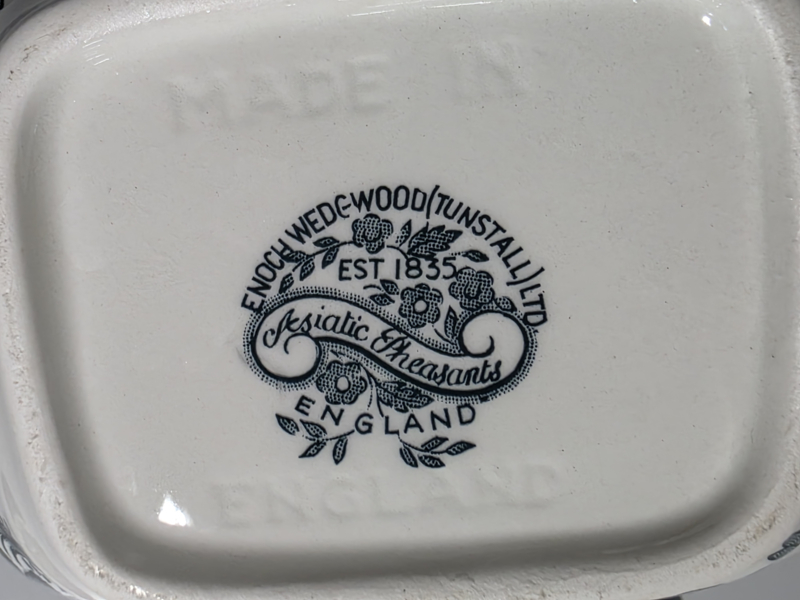 MADE IN
ENOCH WEDGWOOD (TUNSTALL) LTD
EST 1835
Asiatic Pheasants
ENGLAND
ENGLAND